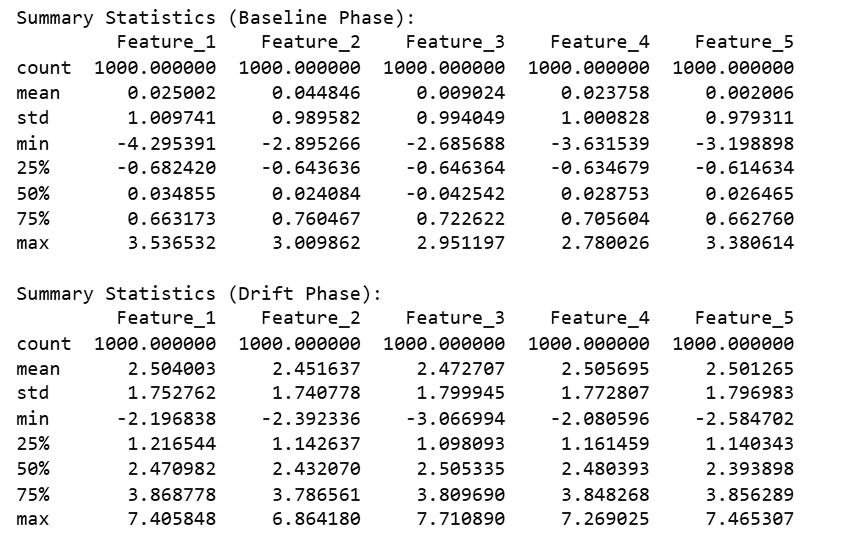 Summary Statistics (Baseline Phase):
Feature_1 Feature_2 Feature_3 Feature_4 Feature_5
count 1000.000000 1000.000000 1000.000000 1000.000000 1000.000000
mean 0.025002 0.044846 0.009024 0.023758 0.002006
std 1.009741 0.989582 0.994049 1.000828 0.979311
min -4.295391 -2.895266 -2.685688 -3.631539 -3.198898
25% -0.682420 -0.643636 -0.646364 -0.634679 -0.614634
50% 0.034855 0.024084 -0.042542 0.028753 0.026465
75% 0.663173 0.760467 0.722622 0.705604 0.662760
max 3.536532 3.009862 2.951197 2.780026 3.380614
Summary Statistics (Drift Phase):
Feature_1 Feature_2 Feature_3 Feature_4 Feature_5
count 1000.000000 1000.000000 1000.000000 1000.000000 1000.000000
mean 2.504003 2.451637 2.472707 2.505695 2.501265
std 1.752762 1.740778 1.799945 1.772807 1.796983
min -2.196838 -2.392336 -3.066994 -2.080596 -2.584702
25% 1.216544 1.142637 1.098093 1.161459 1.140343
50% 2.470982 2.432070 2.505335 2.480393 2.393898
75% 3.868778 3.786561 3.809690 3.848268 3.856289
max 7.405848 6.864180 7.710890 7.269025 7.465307